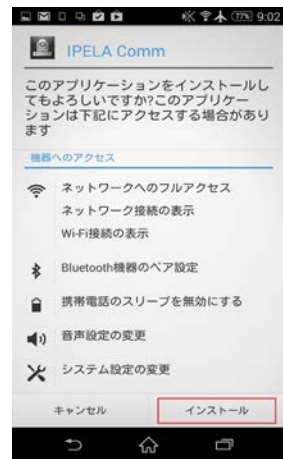 77% 9:02
IPELA Comm
このアプリケーションをインストールし
てもよろしいですか?このアプリケー
ションは下記にアクセスする場合があり
ます
機器へのアクセス
ネットワークへのフルアクセス
ネットワーク接続の表示
Wi-Fi接続の表示
Bluetooth機器のペア設定
携帯電話のスリープを無効にする
音声設定の変更
システム設定の変更
キャンセル
インストール